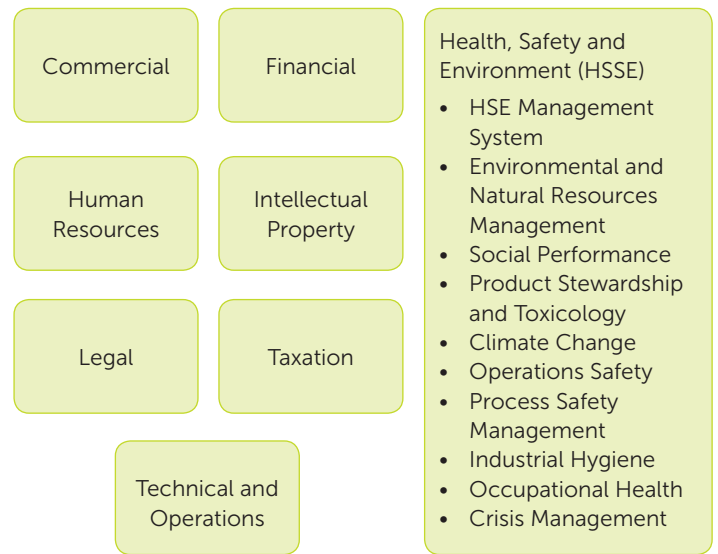 Commercial
Financial
Human
Resources
Intellectual
Property
Legal
Taxation
Technical and
Operations
Health, Safety and
Environment (HSSE)
• HSE Management
System
• Environmental and
Natural Resources
Management
• Social Performance
• Product Stewardship
and Toxicology
• Climate Change
• Operations Safety
• Process Safety
Management
• Industrial Hygiene
• Occupational Health
• Crisis Management